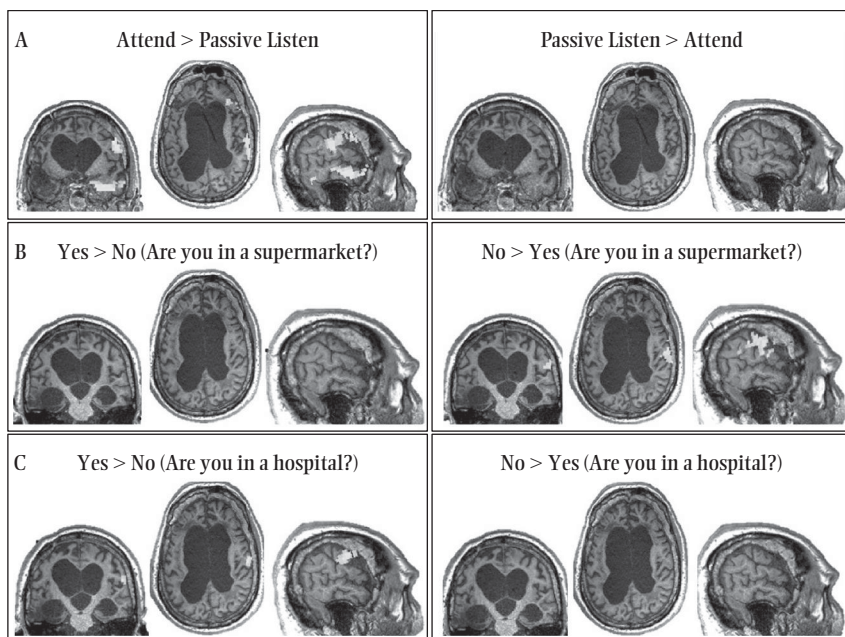 A
Attend > Passive Listen
Passive Listen > Attend
B
Yes > No (Are you in a supermarket?)
No > Yes (Are you in a supermarket?)
C
Yes > No (Are you in a hospital?)
No > Yes (Are you in a hospital?)